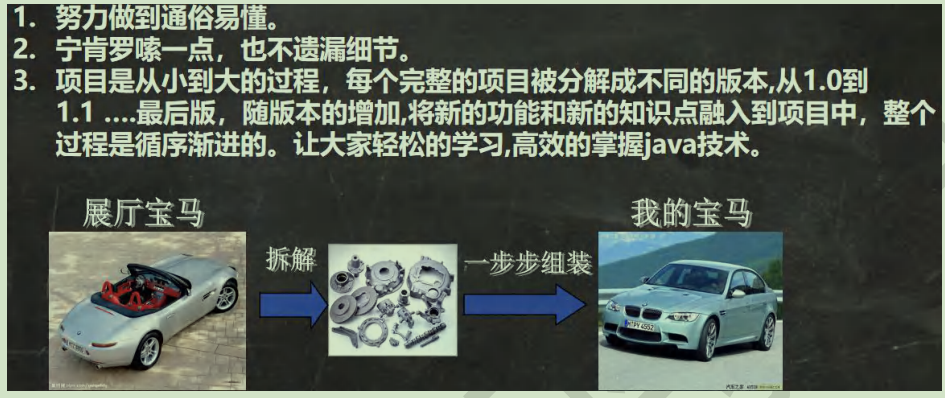 1. 努力做到通俗易懂。
2. 宁肯罗嗦一点，也不遗漏细节。
3. 项目是从小到大的过程，每个完整的项目被分解成不同的版本,从1.0到
1.1 ....最后版，随版本的增加,将新的功能和新的知识点融入到项目中，整个
过程是循序渐进的。让大家轻松的学习,高效的掌握java技术。
展厅宝马
我的宝马
拆解
一步步组装